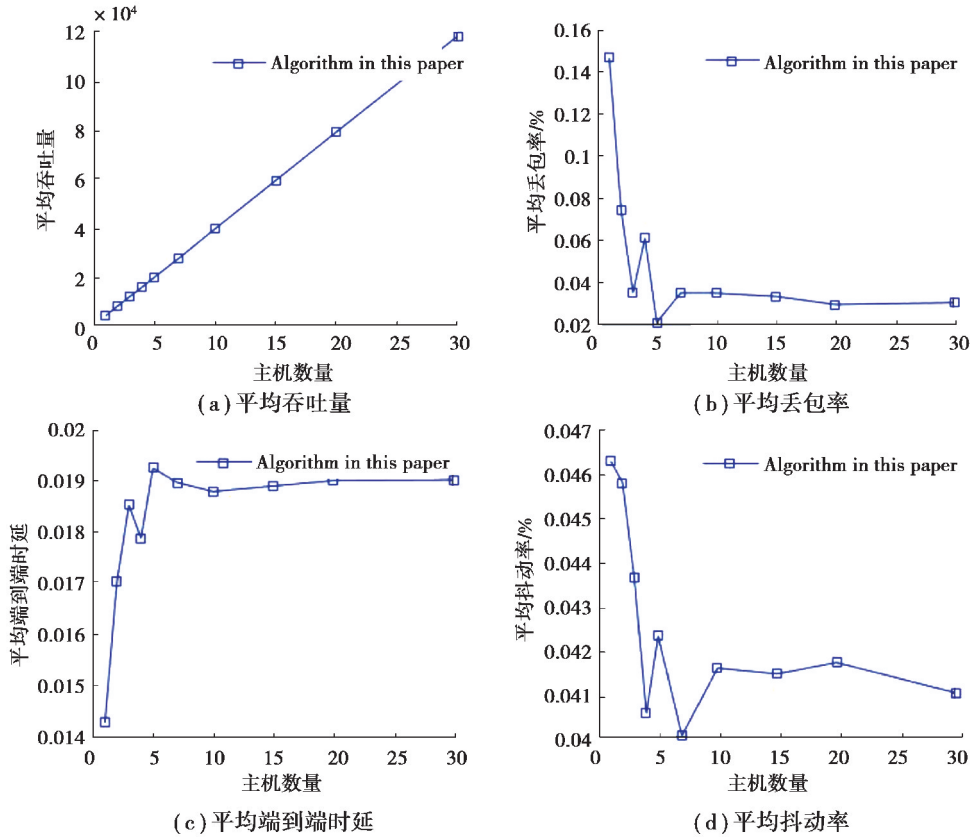 × 10⁴
12
10
8
6
4
2
0
平均吞吐量
Algorithm in this paper
0 5 10 15 20 25 30
主机数量
(a)平均吞吐量
0.16
0.14
0.12
0.1
0.08
0.06
0.04
0.02
平均丢包率/%
Algorithm in this paper
0 5 10 15 20 25 30
主机数量
(b)平均丢包率
0.02
0.019
0.018
0.017
0.016
0.015
0.014
平均端到端时延
Algorithm in this paper
0 5 10 15 20 25 30
主机数量
(c)平均端到端时延
0.047
0.046
0.045
0.044
0.043
0.042
0.041
0.04
平均抖动率/%
Algorithm in this paper
0 5 10 15 20 25 30
主机数量
(d)平均抖动率